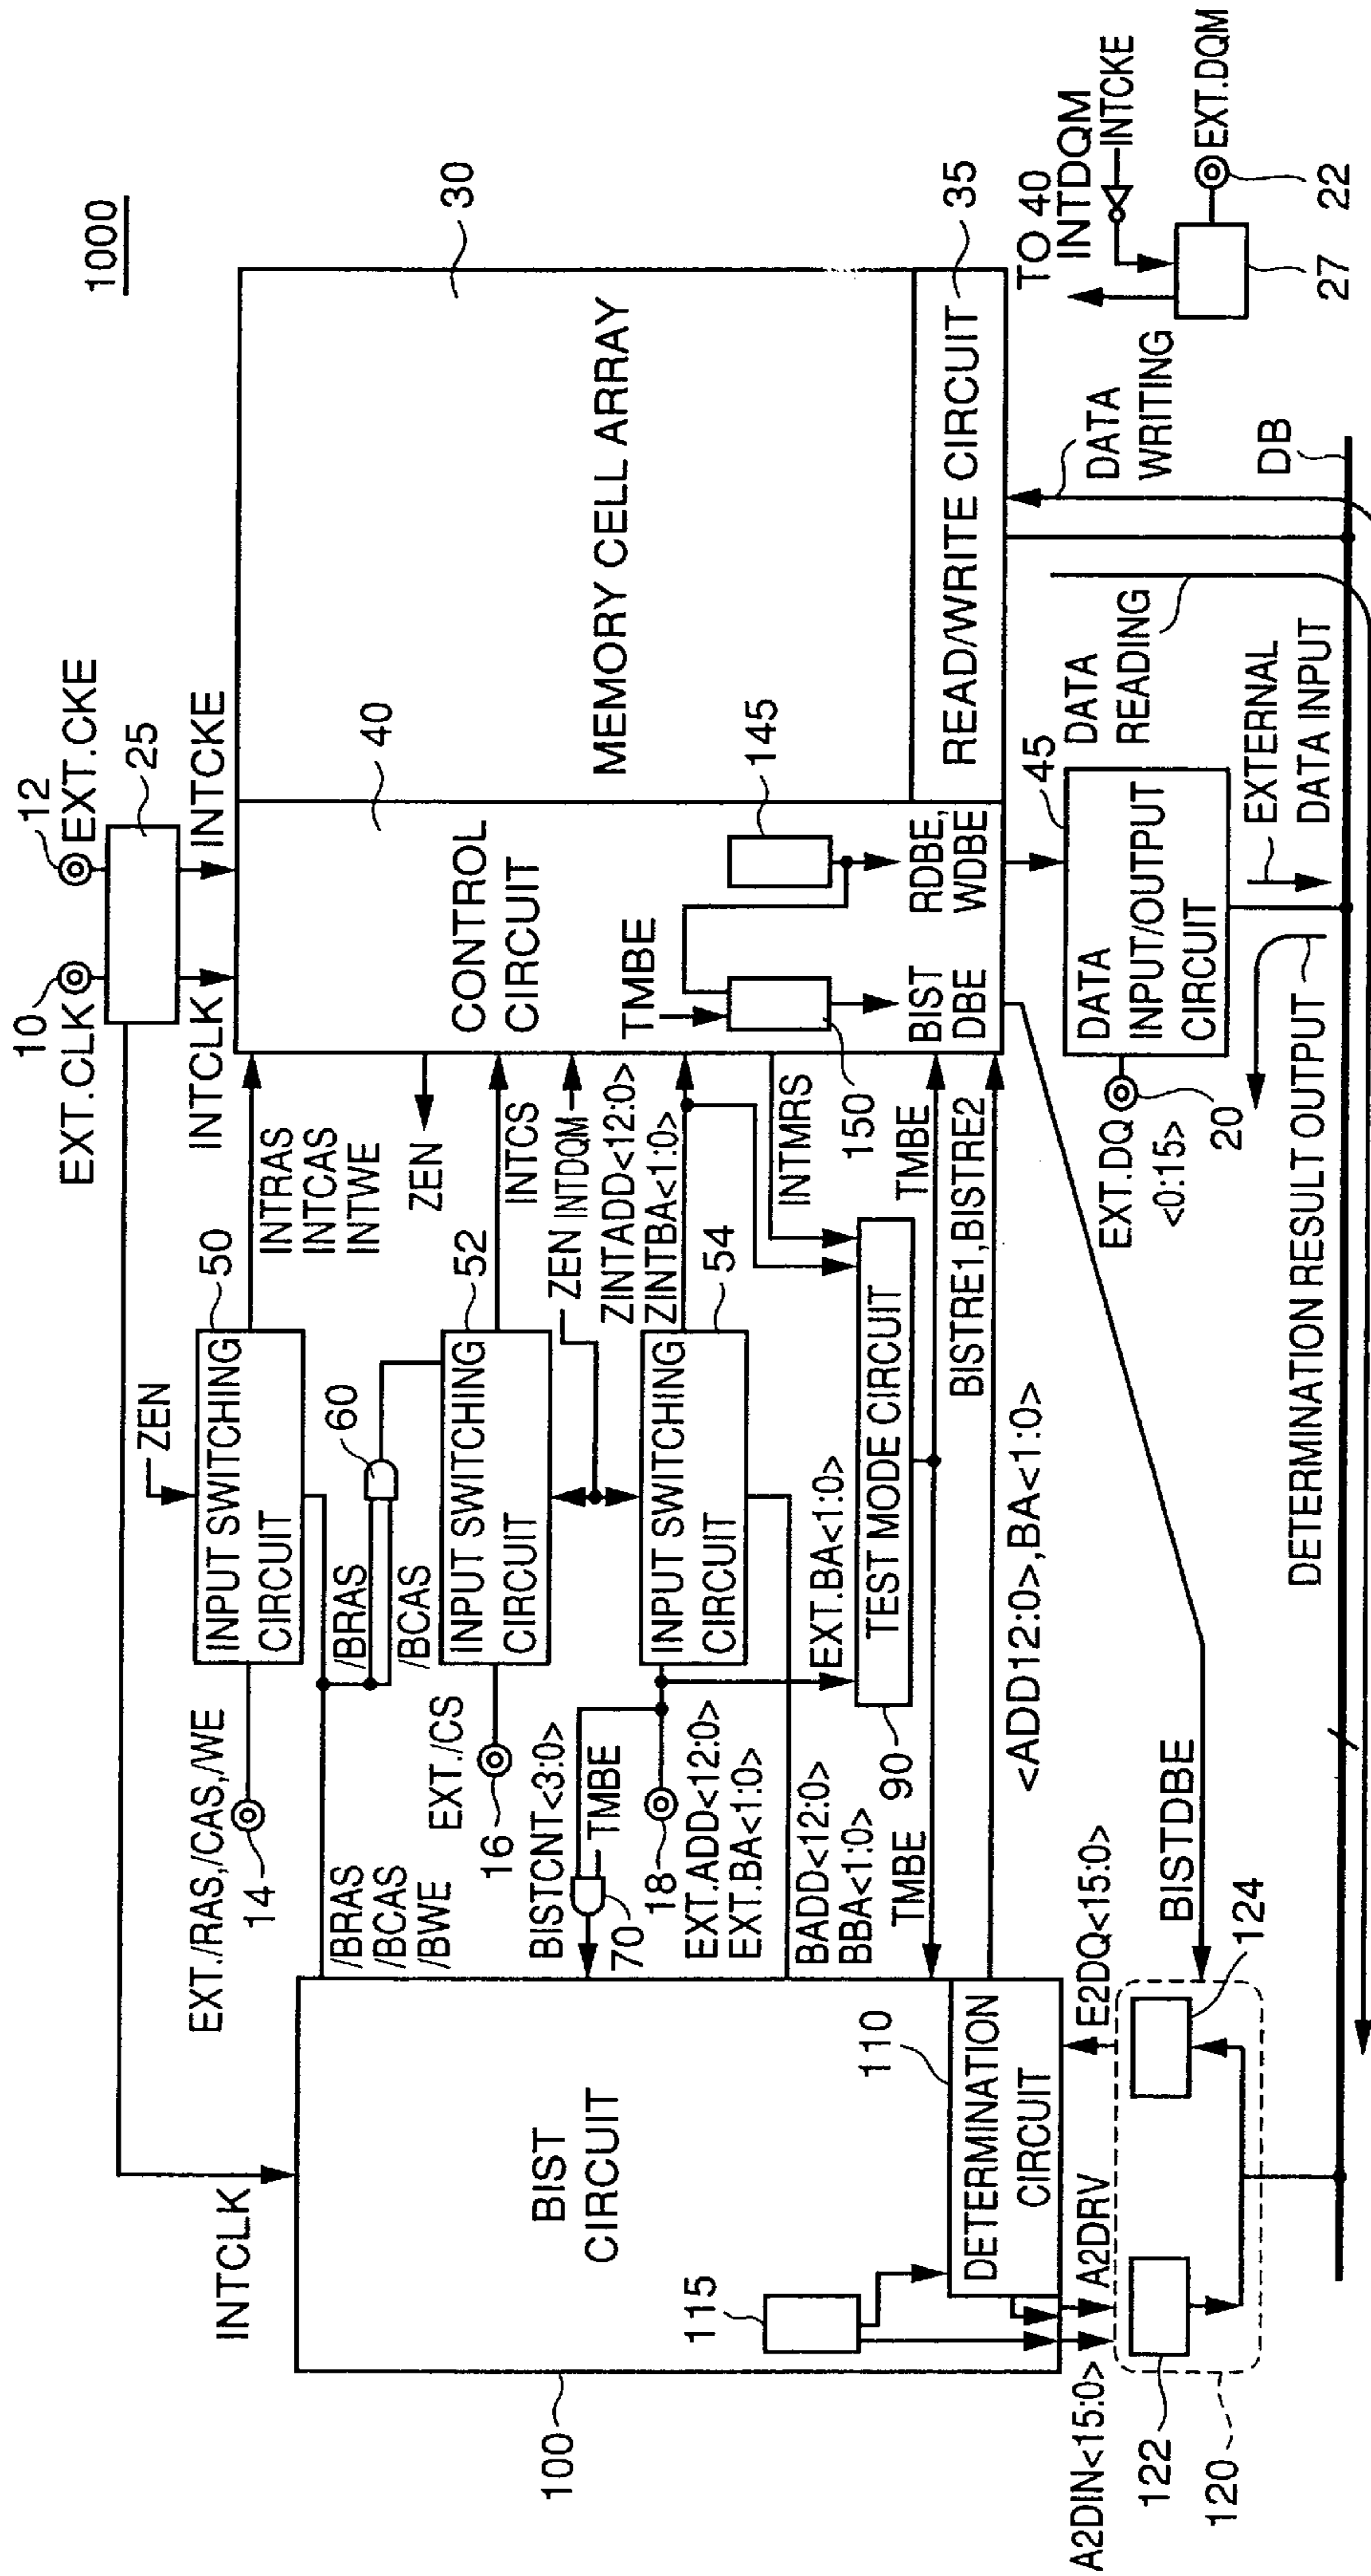 1000
10
EXT.CLK
12
EXT.CKE
25
INTCLK
INTCKE
30
MEMORY CELL ARRAY
35
READ/WRITE CIRCUIT
40
CONTROL
CIRCUIT
TMBE
145
150
BIST
DBE
RDBE,
WDBE
TO 40
INTDQM
INTCKE
EXT.DQM
22
27
DATA
WRITING
DB
DATA
READING
EXTERNAL
DATA INPUT
45
DATA
INPUT/OUTPUT
CIRCUIT
EXT.DQ
<0:15>
20
DETERMINATION RESULT OUTPUT
ZEN
50
INPUT SWITCHING
CIRCUIT
INTRAS
INTCAS
INTWE
ZEN
EXT./RAS,/CAS,/WE
14
/BRAS
/BCAS
60
52
INPUT SWITCHING
CIRCUIT
INTCS
EXT./CS
16
ZEN
INTDQM
ZINTADD<12:0>
ZINTBA<1:0>
54
INPUT SWITCHING
CIRCUIT
/BRAS
/BCAS
/BWE
BISTCNT<3:0>
TMBE
70
18
EXT.ADD<12:0>
EXT.BA<1:0>
BADD<12:0>
BBA<1:0>
EXT.BA<1:0>
INTMRS
TEST MODE CIRCUIT
90
TMBE
TMBE
BISTRE1,BISTRE2
<ADD12:0>,BA<1:0>
BISTDBE
INTCLK
BIST
CIRCUIT
100
110
DETERMINATION
CIRCUIT
115
A2DIN<15:0>
A2DRV
E2DQ<15:0>
122
124
120